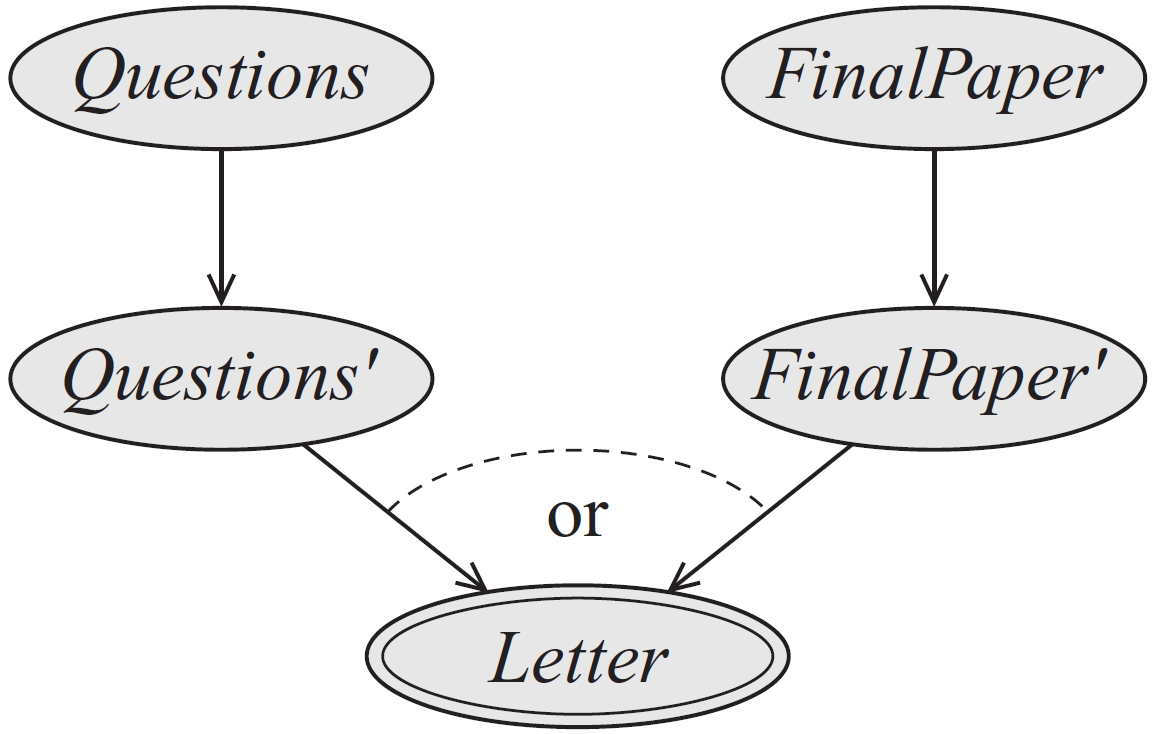 Questions
FinalPaper
Questions'
FinalPaper'
or
Letter